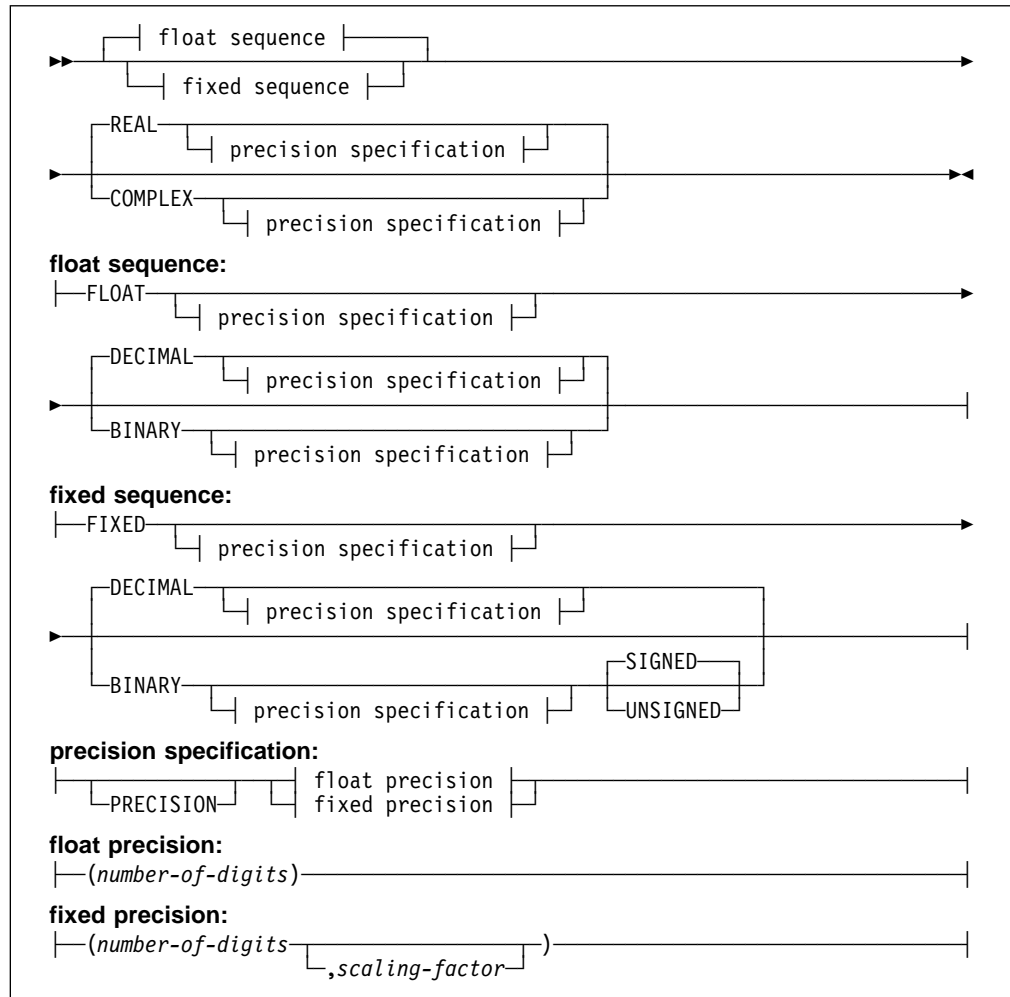 float sequence
fixed sequence
REAL
precision specification
COMPLEX
precision specification
float sequence:
FLOAT
precision specification
DECIMAL
precision specification
BINARY
precision specification
fixed sequence:
FIXED
precision specification
DECIMAL
precision specification
SIGNED
BINARY
precision specification
UNSIGNED
precision specification:
float precision
PRECISION
fixed precision
float precision:
(number-of-digits)
fixed precision:
(number-of-digits )
,scaling-factor